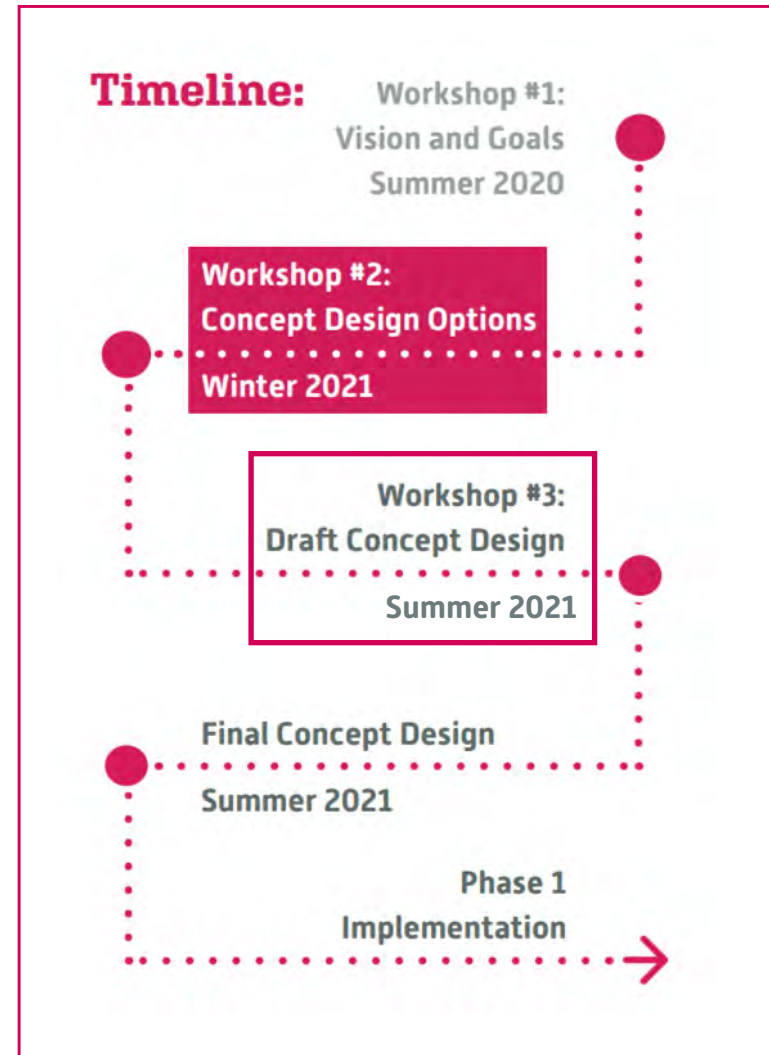 Timeline:
Workshop #1:
Vision and Goals
Summer 2020
Workshop #2:
Concept Design Options
Winter 2021
Workshop #3:
Draft Concept Design
Summer 2021
Final Concept Design
Summer 2021
Phase 1
Implementation